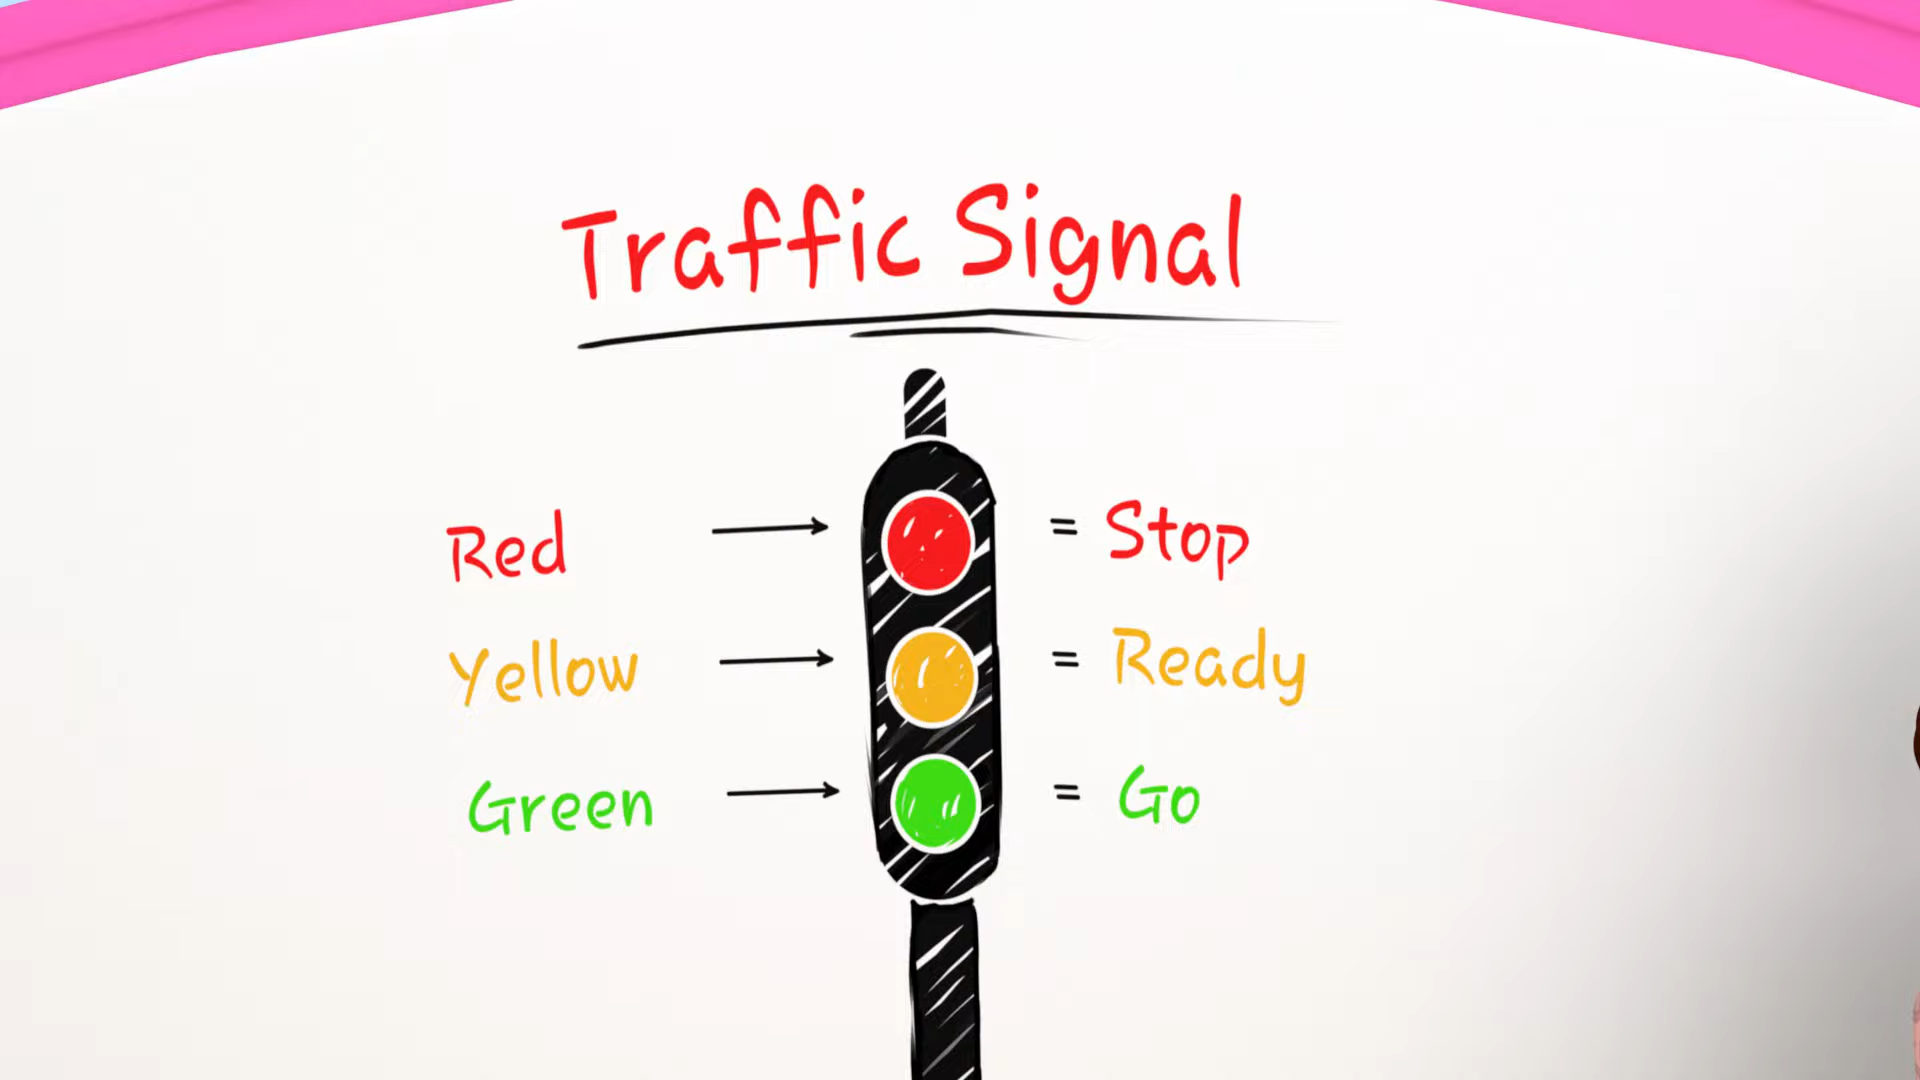 Traffic Signal
Red = Stop
Yellow = Ready
Green = Go